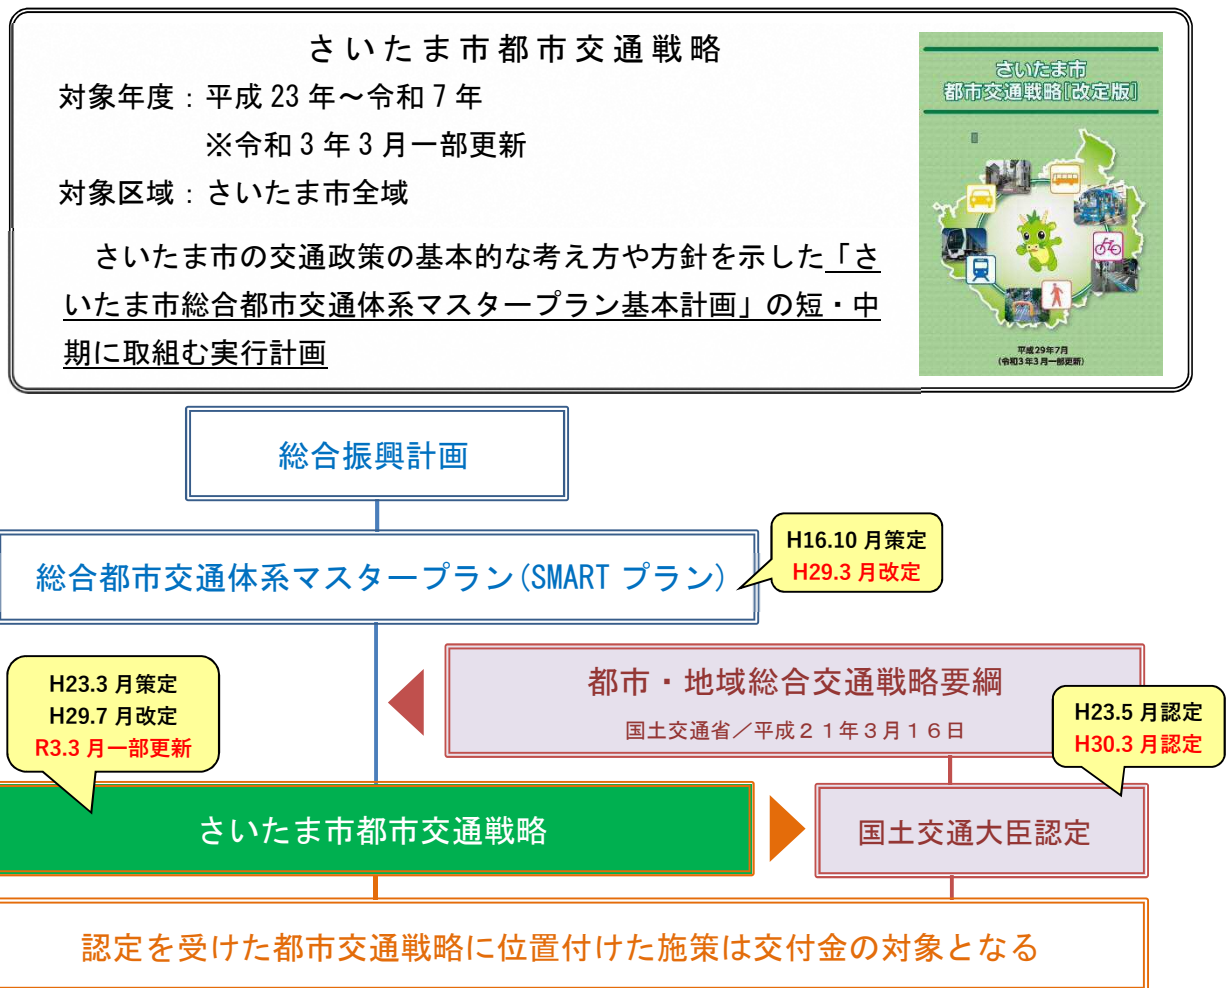 さいたま市都市交通戦略
対象年度：平成 23 年～令和 7 年
※令和 3 年 3 月一部更新
対象区域：さいたま市全域
さいたま市の交通政策の基本的な考え方や方針を示した「さ
いたま市総合都市交通体系マスタープラン基本計画」の短・中
期に取組む実行計画
さいたま市
都市交通戦略[改定版]
平成29年7月
(令和3年3月一部更新)
総合振興計画
総合都市交通体系マスタープラン(SMART プラン)
H16.10 月策定
H29.3 月改定
都市・地域総合交通戦略要綱
国土交通省／平成２１年３月１６日
H23.3 月策定
H29.7 月改定
R3.3 月一部更新
H23.5 月認定
H30.3 月認定
さいたま市都市交通戦略
国土交通大臣認定
認定を受けた都市交通戦略に位置付けた施策は交付金の対象となる